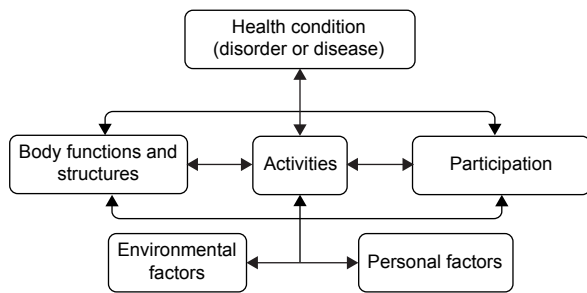 Health condition
(disorder or disease)
Body functions and
structures
Activities
Participation
Environmental
factors
Personal factors